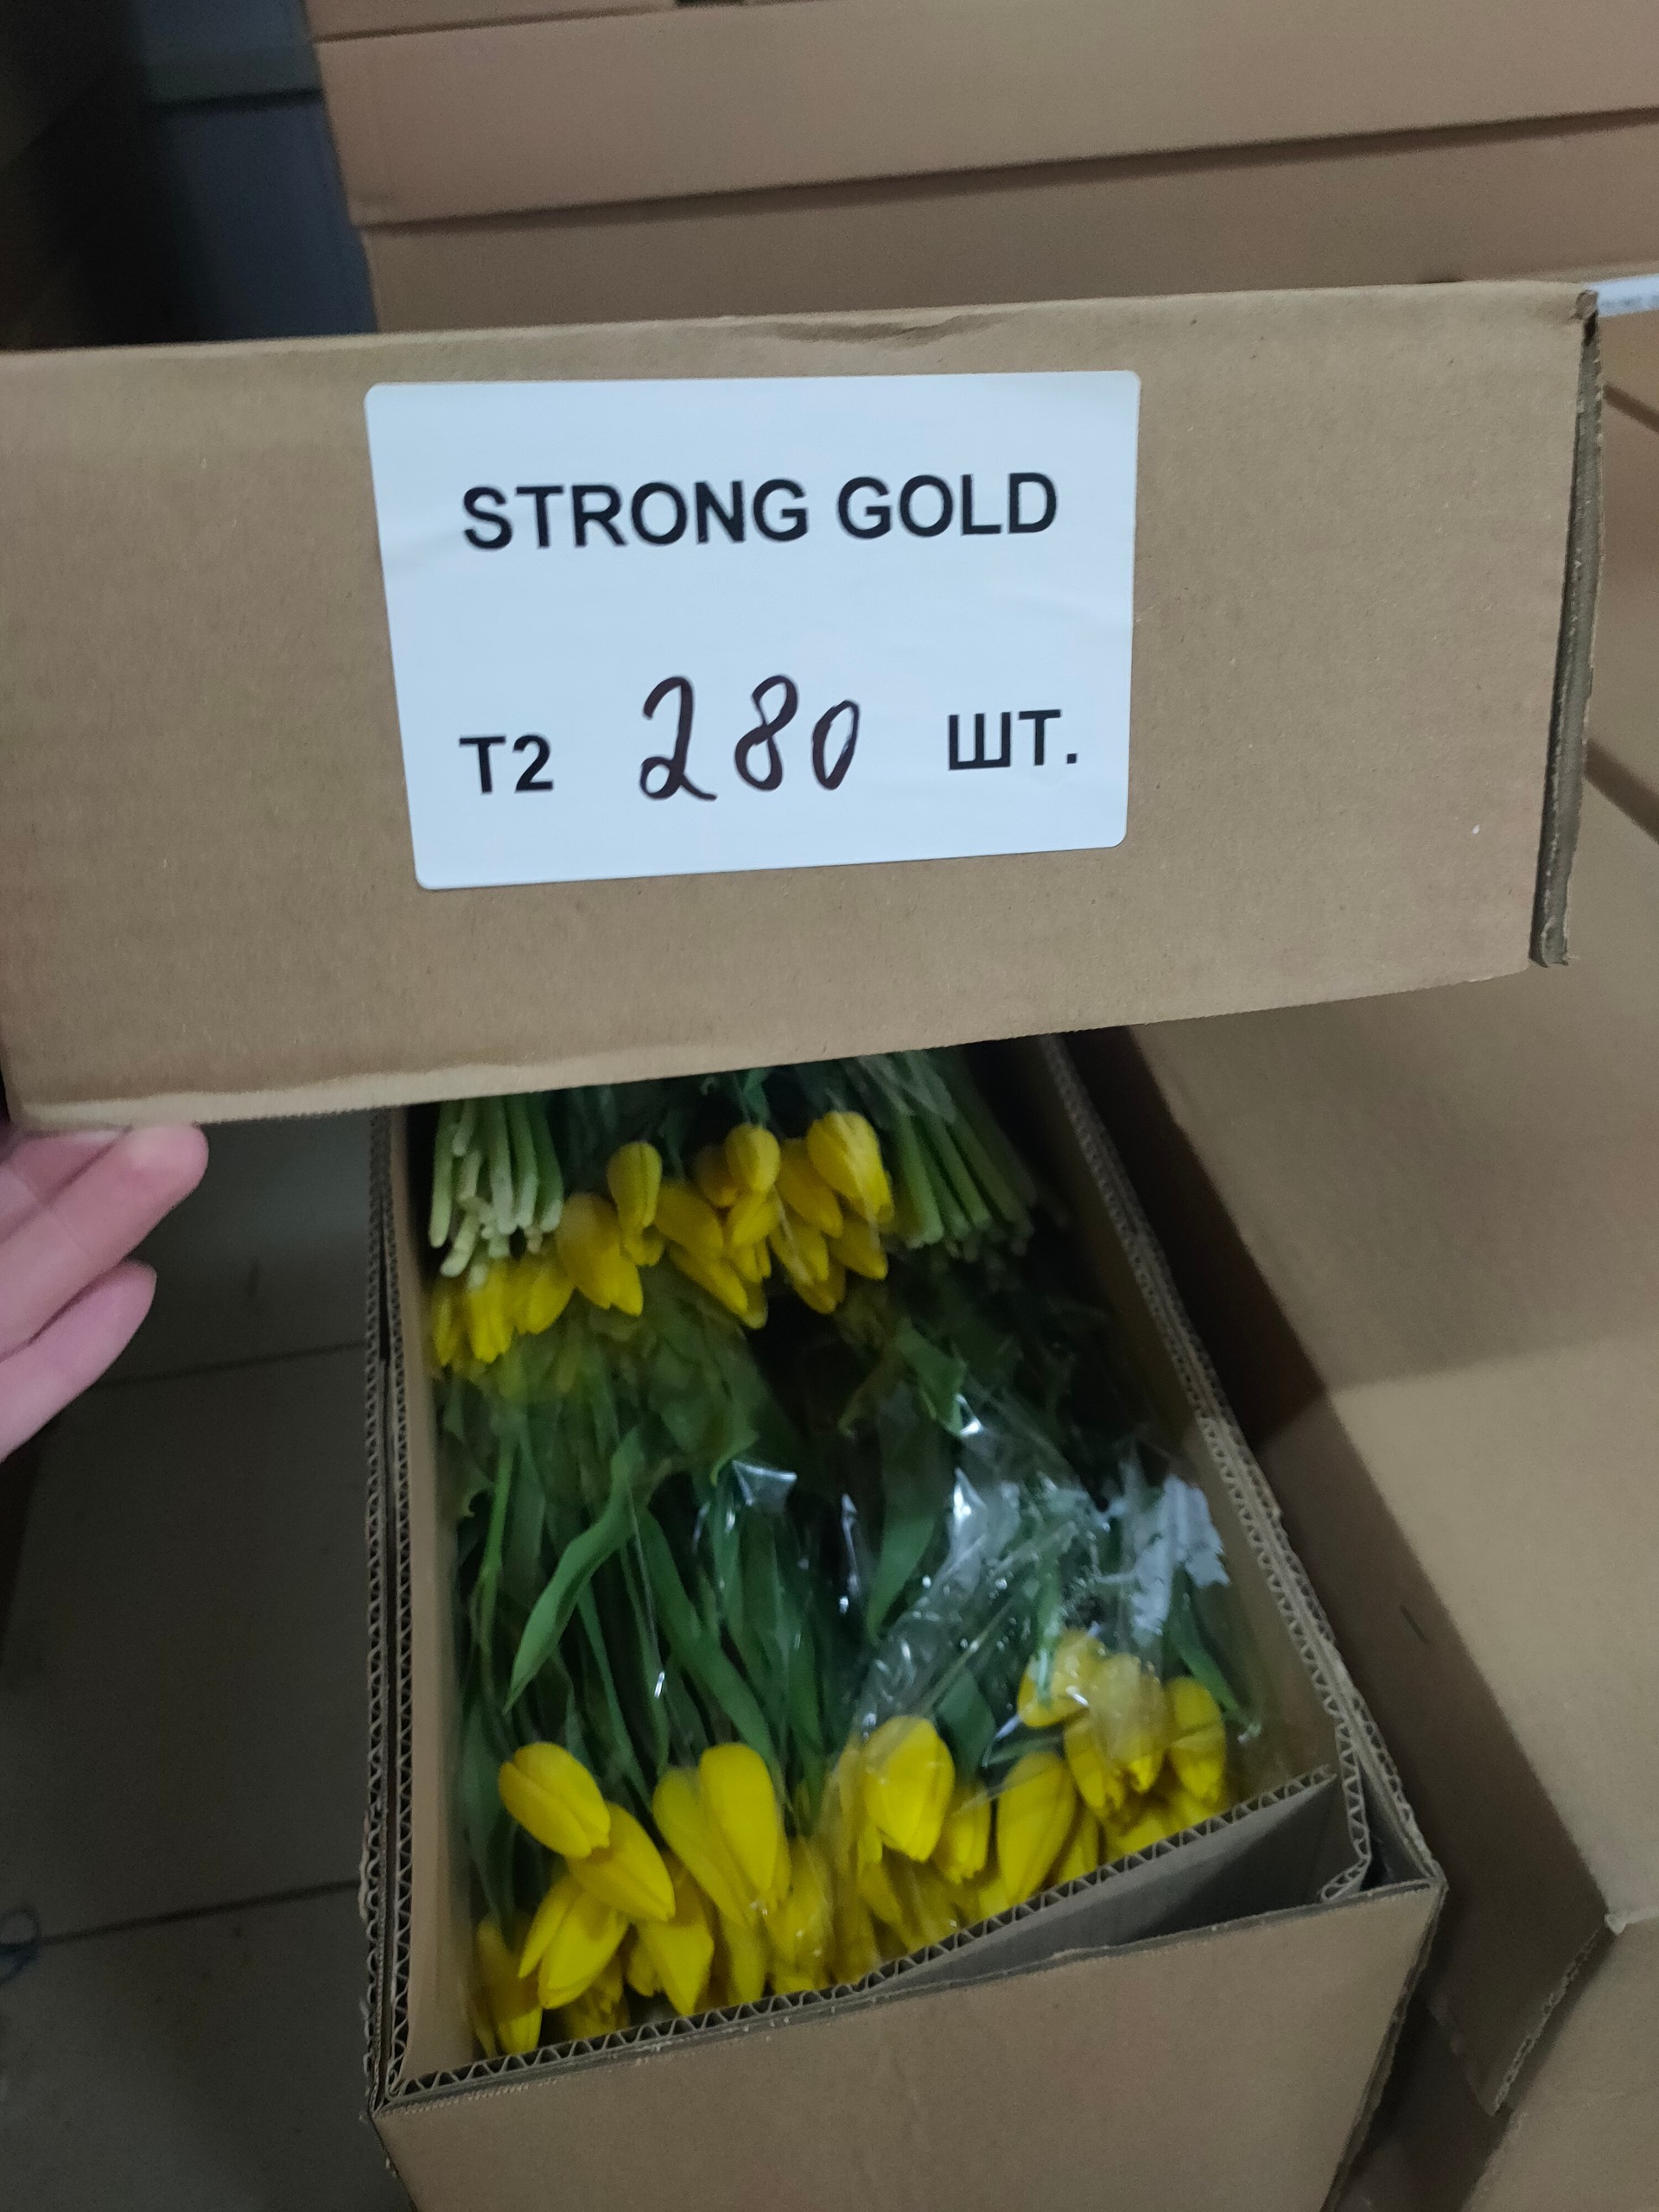 STRONG GOLD
T2 280 ШТ.